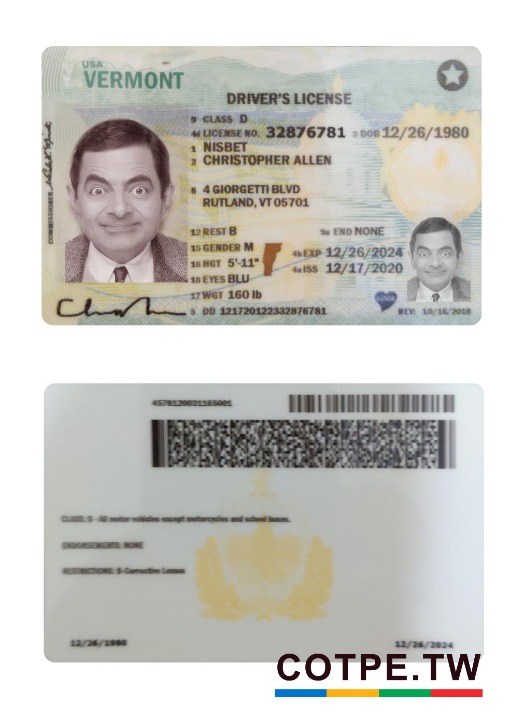 USA
VERMONT
DRIVER'S LICENSE
9 CLASS D
4d LICENSE NO. 32876781 3 DOB 12/26/1980
1 NISBET
2 CHRISTOPHER ALLEN
8 4 GIORGETTI BLVD
RUTLAND, VT 05701
12 REST B 9a END NONE
15 GENDER M 4b EXP 12/26/2024
16 HGT 5'-11" 4a ISS 12/17/2020
18 EYES BLU
17 WGT 160 lb
5 DD 121720122332876781 REV: 10/16/2018
COMMISSIONER
4578120031165001
CLASS: D - All motor vehicles except motorcycles and school buses.
ENDORSEMENTS: NONE
RESTRICTIONS: B-Corrective Lenses
12/26/1980 12/26/2024
COTPE.TW